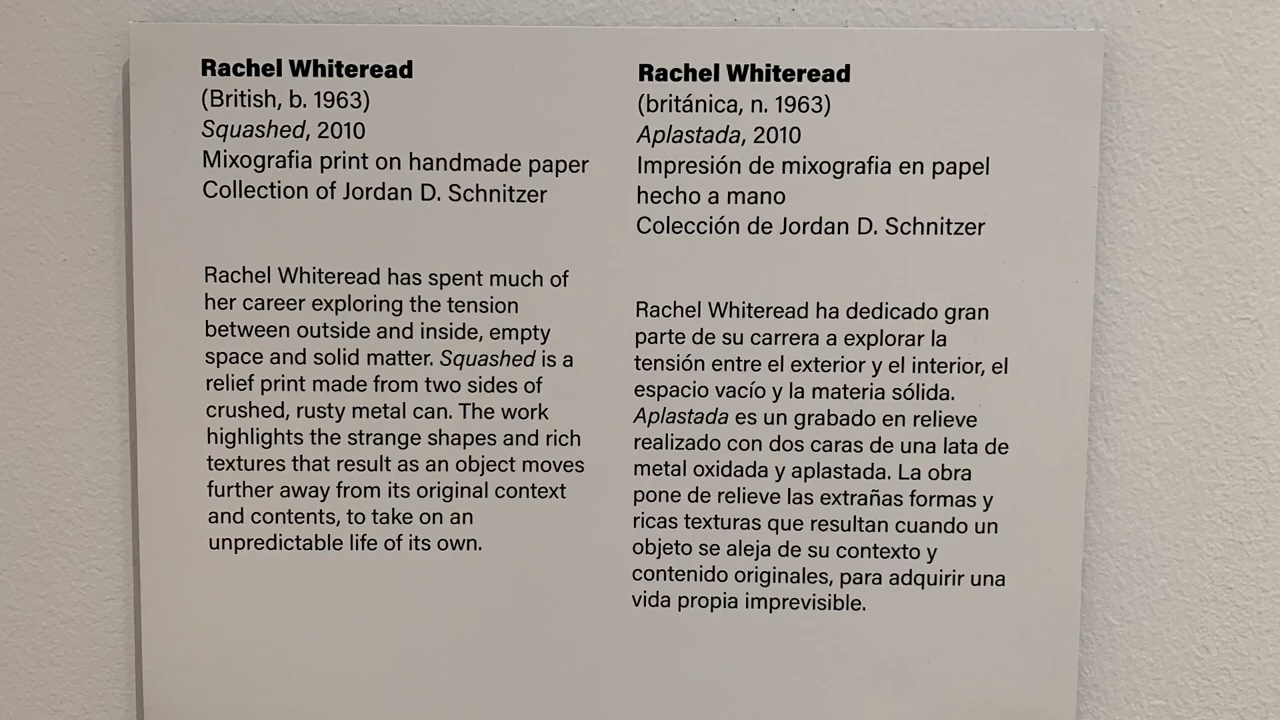 Rachel Whiteread
(British, b. 1963)
Squashed, 2010
Mixografia print on handmade paper
Collection of Jordan D. Schnitzer
Rachel Whiteread has spent much of
her career exploring the tension
between outside and inside, empty
space and solid matter. Squashed is a
relief print made from two sides of
crushed, rusty metal can. The work
highlights the strange shapes and rich
textures that result as an object moves
further away from its original context
and contents, to take on an
unpredictable life of its own.
Rachel Whiteread
(británica, n. 1963)
Aplastada, 2010
Impresión de mixografia en papel
hecho a mano
Colección de Jordan D. Schnitzer
Rachel Whiteread ha dedicado gran
parte de su carrera a explorar la
tensión entre el exterior y el interior, el
espacio vacío y la materia sólida.
Aplastada es un grabado en relieve
realizado con dos caras de una lata de
metal oxidada y aplastada. La obra
pone de relieve las extrañas formas y
ricas texturas que resultan cuando un
objeto se aleja de su contexto y
contenido originales, para adquirir una
vida propia imprevisible.